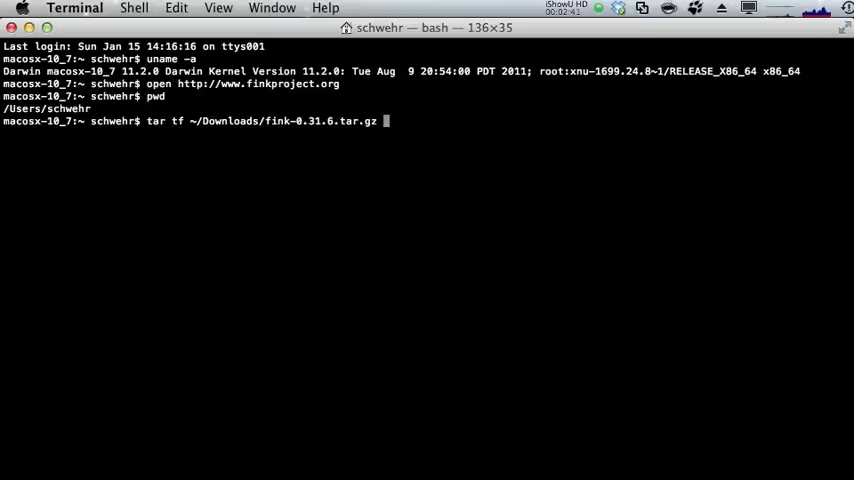 Terminal Shell Edit View Window Help iShowU HD
00:02:41
schwehr — bash — 136×35
Last login: Sun Jan 15 14:16:16 on ttys001
macosx-10_7:~ schwehr$ uname -a
Darwin macosx-10_7 11.2.0 Darwin Kernel Version 11.2.0: Tue Aug  9 20:54:00 PDT 2011; root:xnu-1699.24.8~1/RELEASE_X86_64 x86_64
macosx-10_7:~ schwehr$ open http://www.finkproject.org
macosx-10_7:~ schwehr$ pwd
/Users/schwehr
macosx-10_7:~ schwehr$ tar tf ~/Downloads/fink-0.31.6.tar.gz